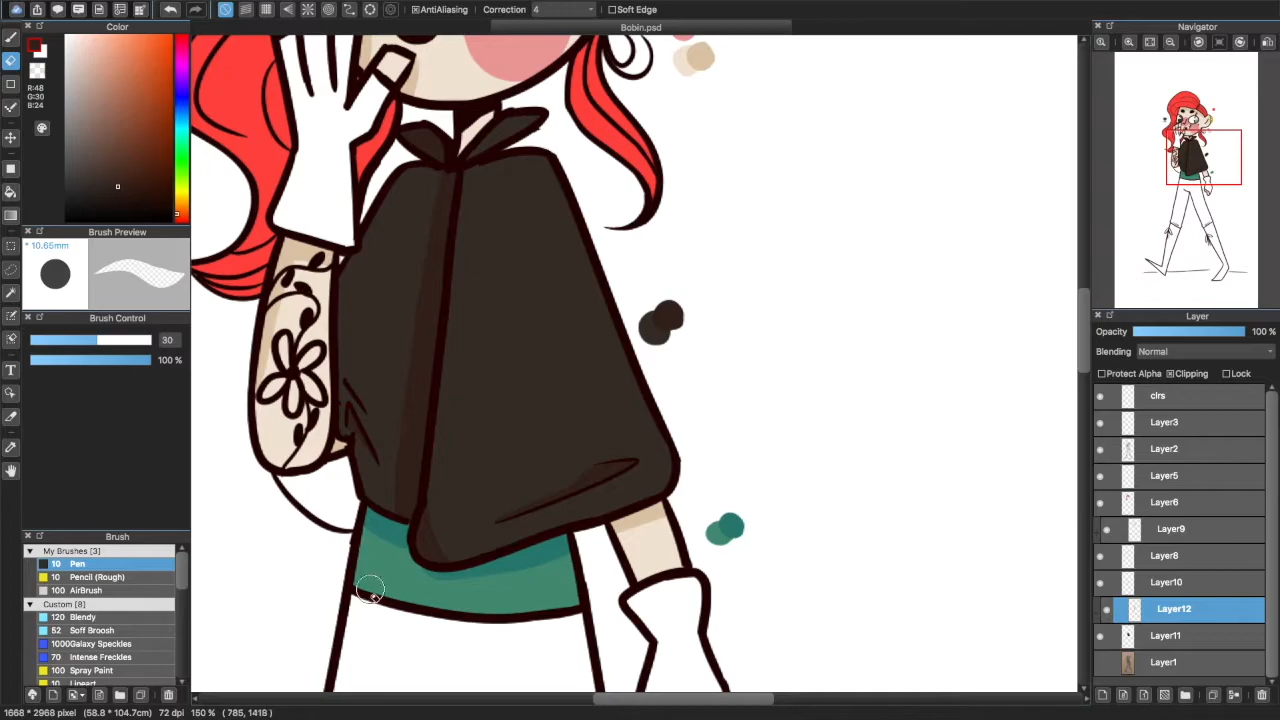 AntiAliasing Correction 4 Soft Edge
Bobin.psd
Color
R:48
G:30
B:24
Brush Preview
* 10.65mm
Brush Control
30
100 %
Brush
My Brushes [3]
10 Pen
10 Pencil (Rough)
100 AirBrush
Custom [8]
120 Blendy
52 Soff Broosh
1000 Galaxy Speckles
70 Intense Freckles
100 Spray Paint
10 Lineart
Navigator
Layer
Opacity 100 %
Blending Normal
Protect Alpha Clipping Lock
clrs
Layer3
Layer2
Layer5
Layer6
Layer9
Layer8
Layer10
Layer12
Layer11
Layer1
1668 * 2968 pixel (58.8 * 104.7cm) 72 dpi 150 % ( 785, 1418 )